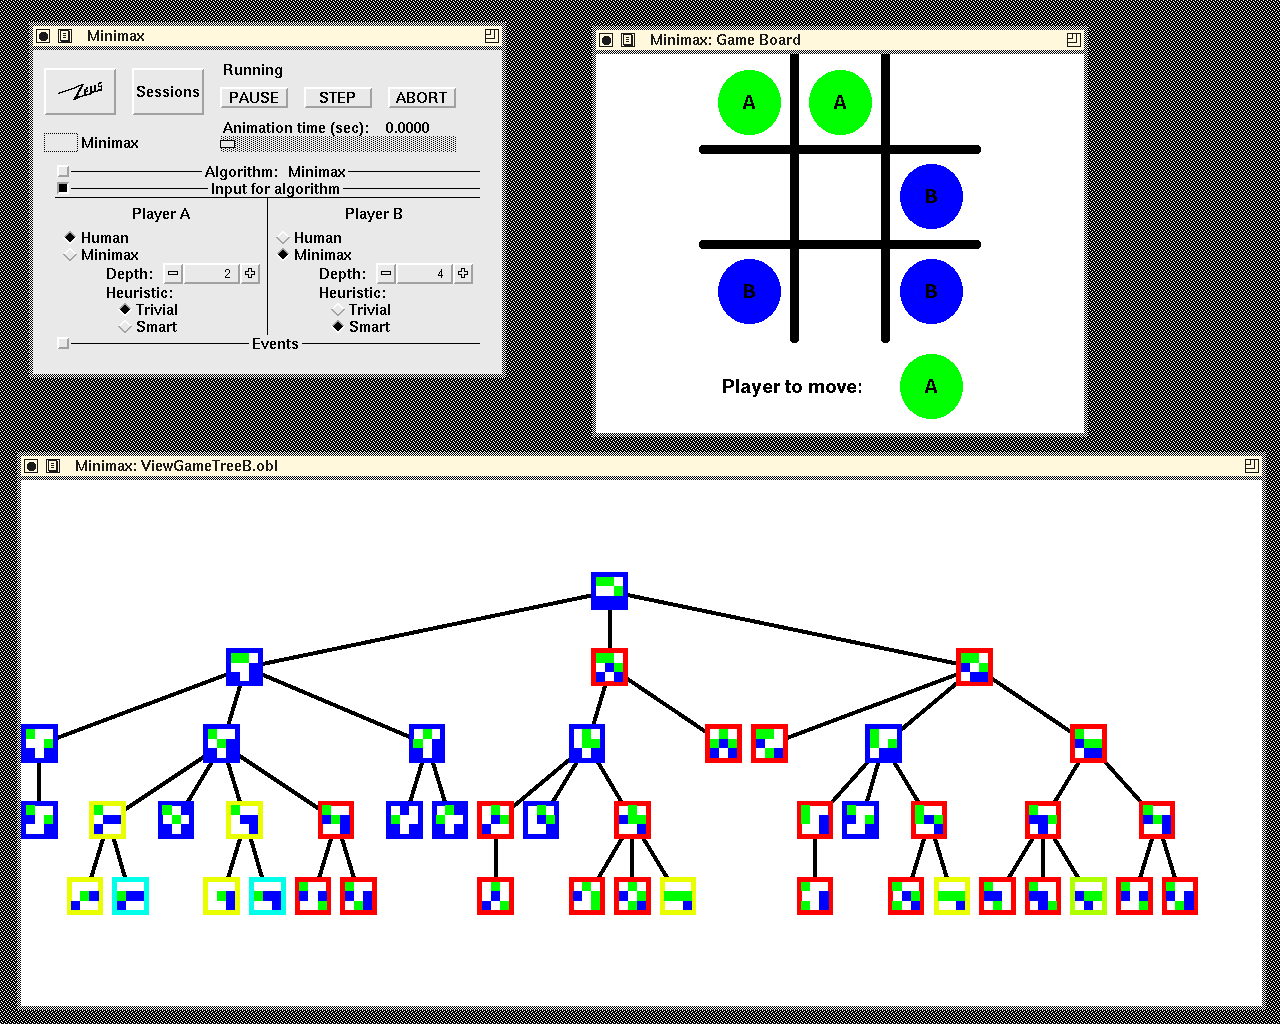 Minimax
Zeus
Sessions
Running
PAUSE STEP ABORT
Animation time (sec): 0.0000
Minimax
Algorithm: Minimax
Input for algorithm
Player A
Human
Minimax
Depth: 2
Heuristic:
Trivial
Smart
Player B
Human
Minimax
Depth: 4
Heuristic:
Trivial
Smart
Events
Minimax: Game Board
A A
B
B B
Player to move: A
Minimax: ViewGameTreeB.obl